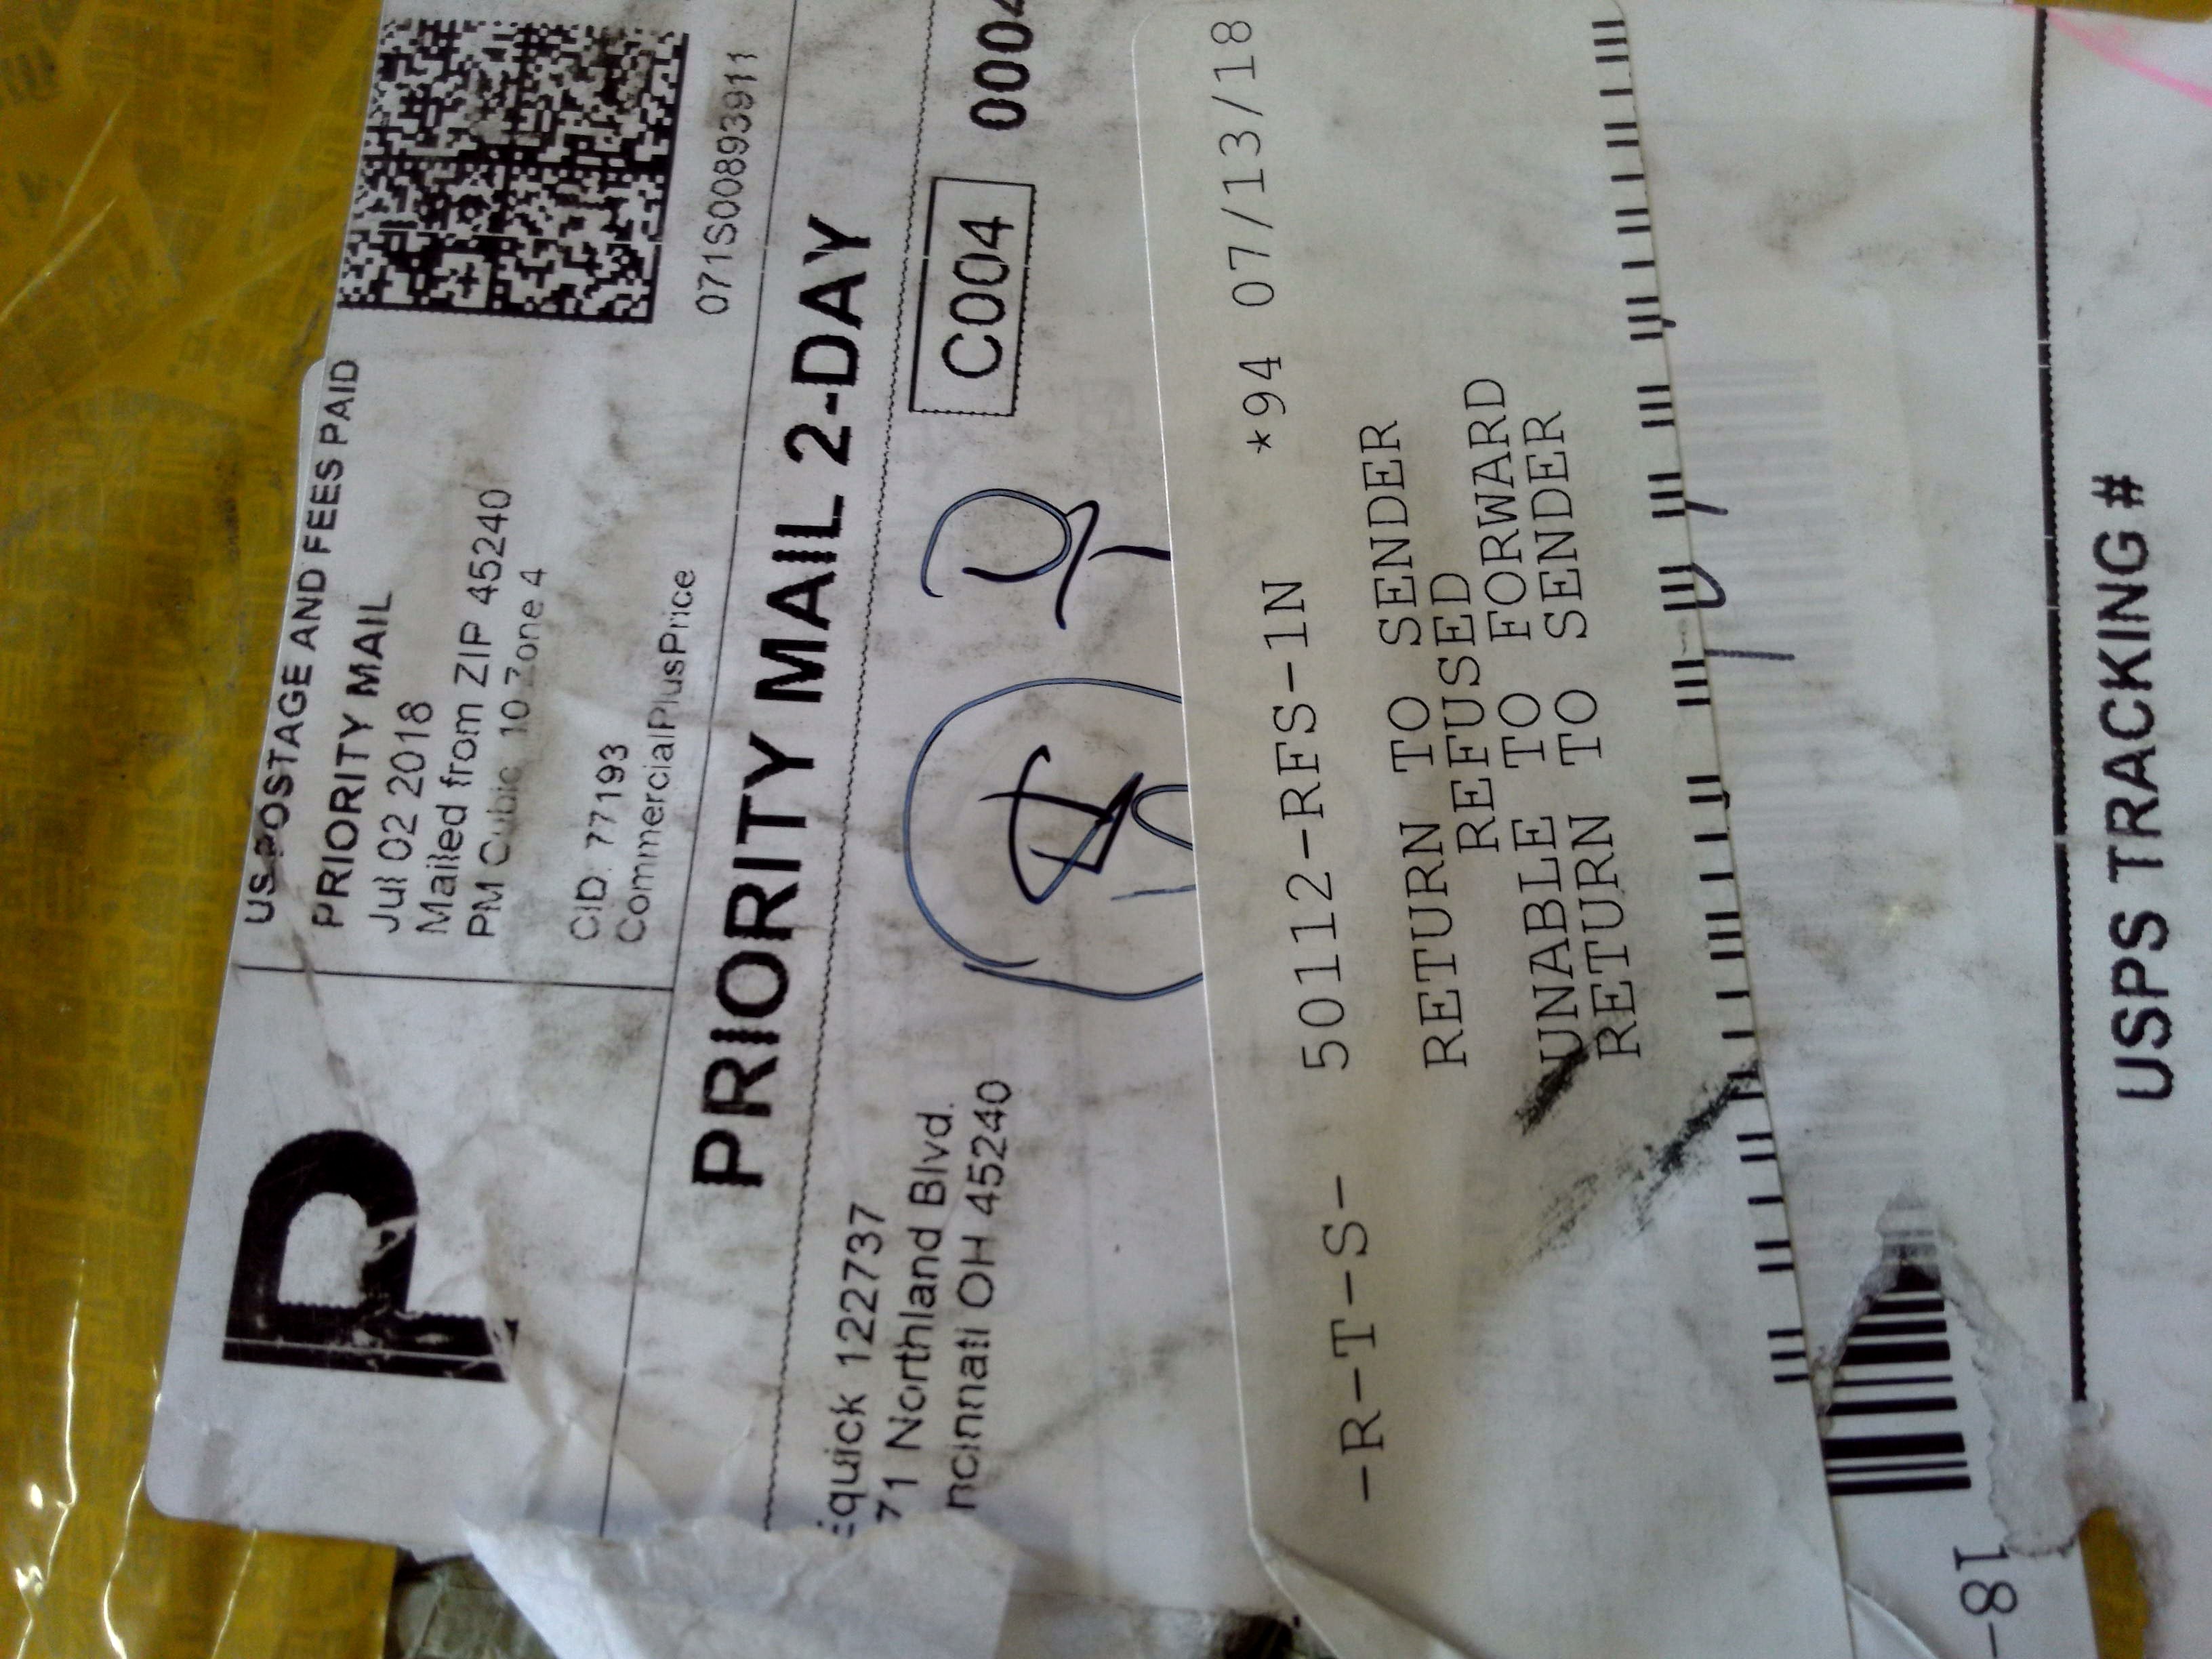 P
US POSTAGE AND FEES PAID
PRIORITY MAIL
Jul 02 2018
Mailed from ZIP 45240
PM Cubic 10 Zone 4
CID: 77193
CommercialPlusPrice
071S00893911
PRIORITY MAIL 2-DAY
quick 122737
71 Northland Blvd.
ncinnati OH 45240
C004
0004
-R-T-S- 50112-RFS-1N *94 07/13/18
RETURN TO SENDER
REFUSED
UNABLE TO FORWARD
RETURN TO SENDER
18-
USPS TRACKING #